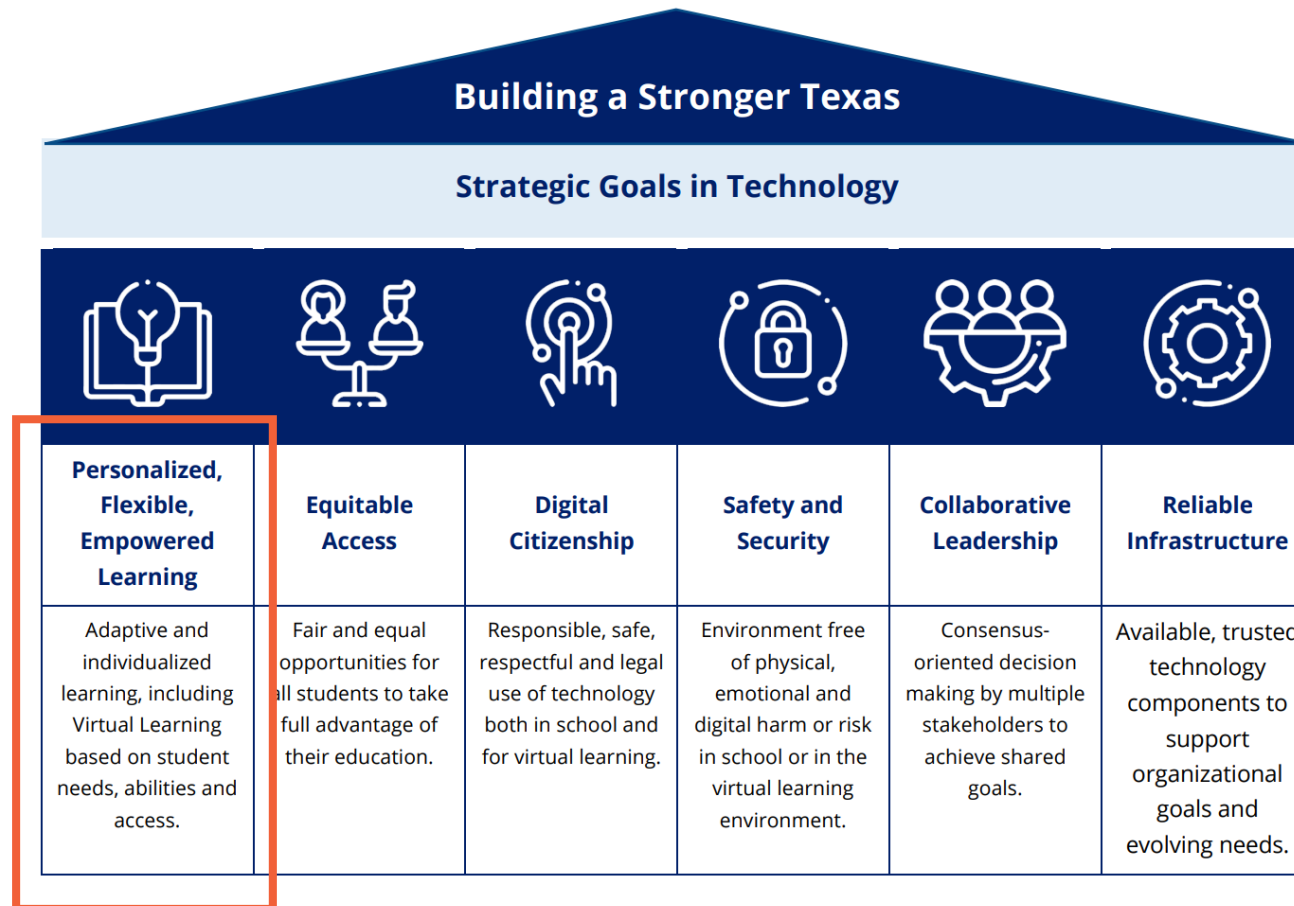 Building a Stronger Texas
Strategic Goals in Technology
Personalized,
Flexible,
Empowered
Learning
Equitable
Access
Digital
Citizenship
Safety and
Security
Collaborative
Leadership
Reliable
Infrastructure
Adaptive and
individualized
learning, including
Virtual Learning
based on student
needs, abilities and
access.
Fair and equal
opportunities for
all students to take
full advantage of
their education.
Responsible, safe,
respectful and legal
use of technology
both in school and
for virtual learning.
Environment free
of physical,
emotional and
digital harm or risk
in school or in the
virtual learning
environment.
Consensus-
oriented decision
making by multiple
stakeholders to
achieve shared
goals.
Available, trusted
technology
components to
support
organizational
goals and
evolving needs.